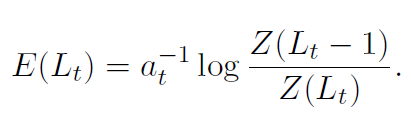 E(L_t) = a_t^{-1} log \frac{Z(L_t − 1)}{Z(L_t)}.